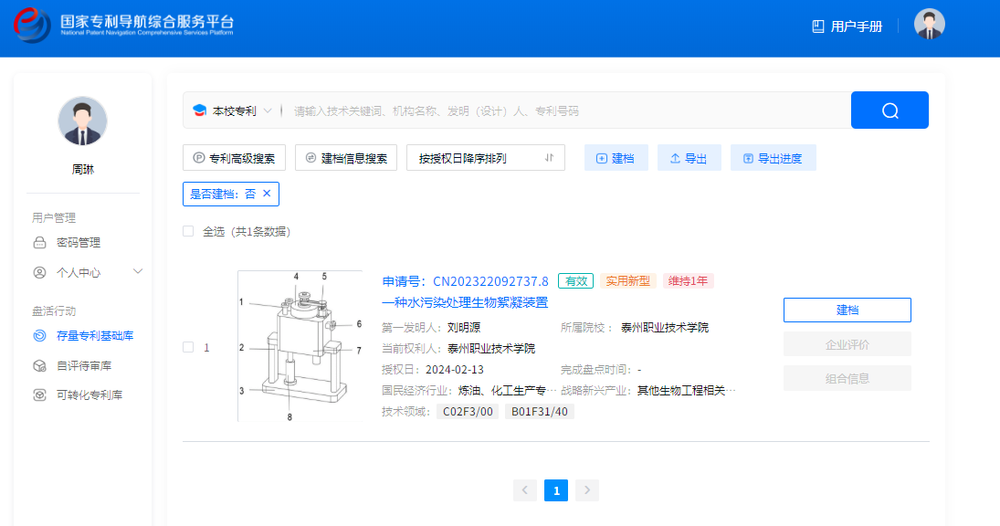 国家专利导航综合服务平台
National Patent Navigation Comprehensive Services Platform
用户手册
周琳
用户管理
密码管理
个人中心
盘活行动
存量专利基础库
自评待审库
可转化专利库
本校专利 请输入技术关键词、机构名称、发明（设计）人、专利号码
专利高级搜索 建档信息搜索 按授权日降序排列 建档 导出 导出进度
是否建档：否 ×
全选（共1条数据）
1
4 5
1
6
2
7
3
8
申请号：CN202322092737.8 有效 实用新型 维持1年
一种水污染处理生物絮凝装置
第一发明人：刘明源 所属院校：泰州职业技术学院
当前权利人：泰州职业技术学院
授权日：2024-02-13 完成盘点时间：-
国民经济行业：炼油、化工生产专… 战略新兴产业：其他生物工程相关…
技术领域：C02F3/00 B01F31/40
建档
企业评价
组合信息
< 1 >